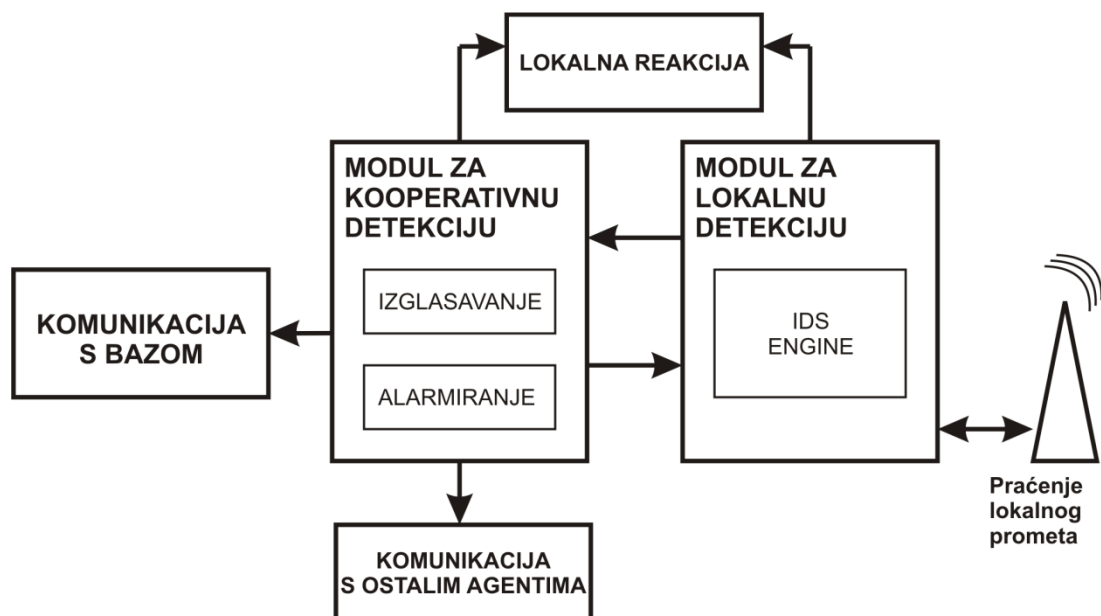 LOKALNA REAKCIJA
MODUL ZA
KOOPERATIVNU
DETEKCIJU
IZGLASAVANJE
ALARMIRANJE
MODUL ZA
LOKALNU
DETEKCIJU
IDS
ENGINE
KOMUNIKACIJA
S BAZOM
Praćenje
lokalnog
prometa
KOMUNIKACIJA
S OSTALIM AGENTIMA